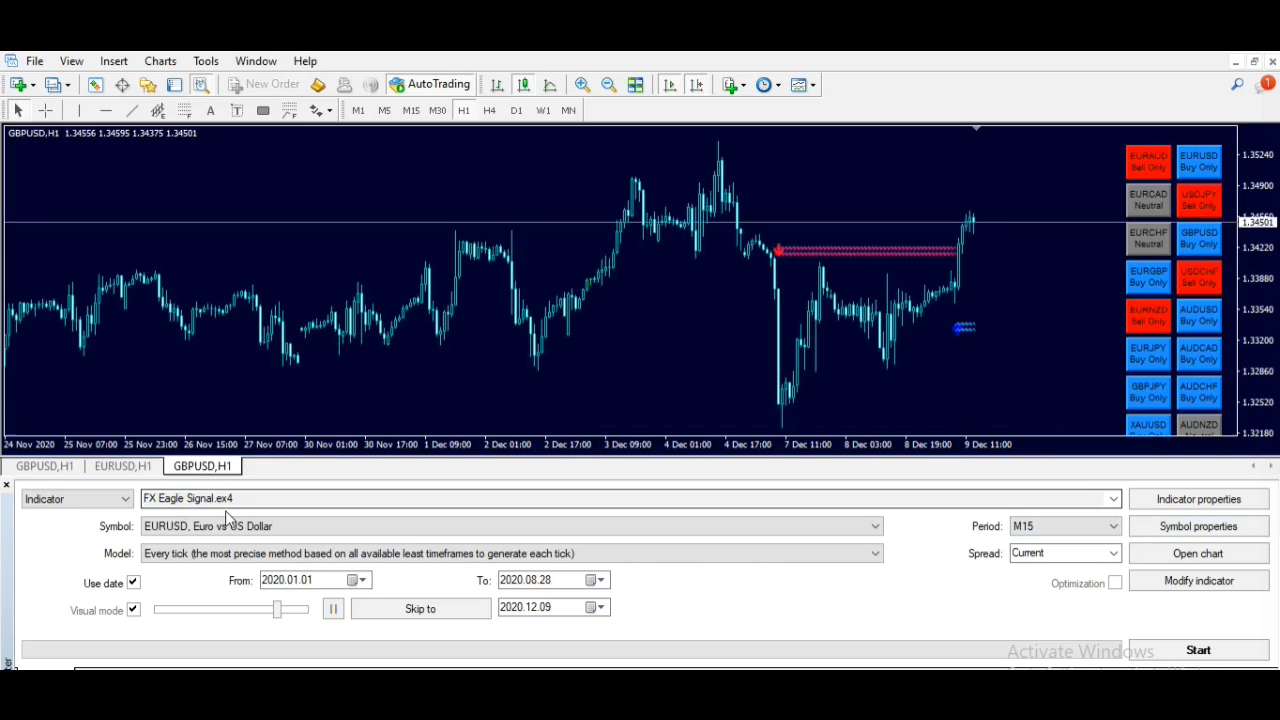 File View Insert Charts Tools Window Help
New Order AutoTrading 1
A T M1 M5 M15 M30 H1 H4 D1 W1 MN
GBPUSD,H1 1.34556 1.34595 1.34375 1.34501
1.35240
1.34900
1.34501
1.34220
1.33880
1.33540
1.33200
1.32860
1.32520
1.32180
EURAUD EURUSD
Sell Only Buy Only
EURCAD USDJPY
Neutral Sell Only
EURCHF GBPUSD
Neutral Buy Only
EURGBP USDCHF
Buy Only Sell Only
EURNZD AUDUSD
Sell Only Buy Only
EURJPY AUDCAD
Buy Only Buy Only
GBPJPY AUDCHF
Buy Only Buy Only
XAUUSD AUDNZD
24 Nov 2020 25 Nov 07:00 25 Nov 23:00 26 Nov 15:00 27 Nov 07:00 30 Nov 01:00 30 Nov 17:00 1 Dec 09:00 2 Dec 01:00 2 Dec 17:00 3 Dec 09:00 4 Dec 01:00 4 Dec 17:00 7 Dec 11:00 8 Dec 03:00 8 Dec 19:00 9 Dec 11:00
GBPUSD,H1 EURUSD,H1 GBPUSD,H1
Indicator FX Eagle Signal.ex4 Indicator properties
Symbol: EURUSD, Euro vs US Dollar Period: M15 Symbol properties
Model: Every tick (the most precise method based on all available least timeframes to generate each tick) Spread: Current Open chart
Use date From: 2020.01.01 To: 2020.08.28 Optimization Modify indicator
Visual mode Skip to 2020.12.09
Activate Windows
Start